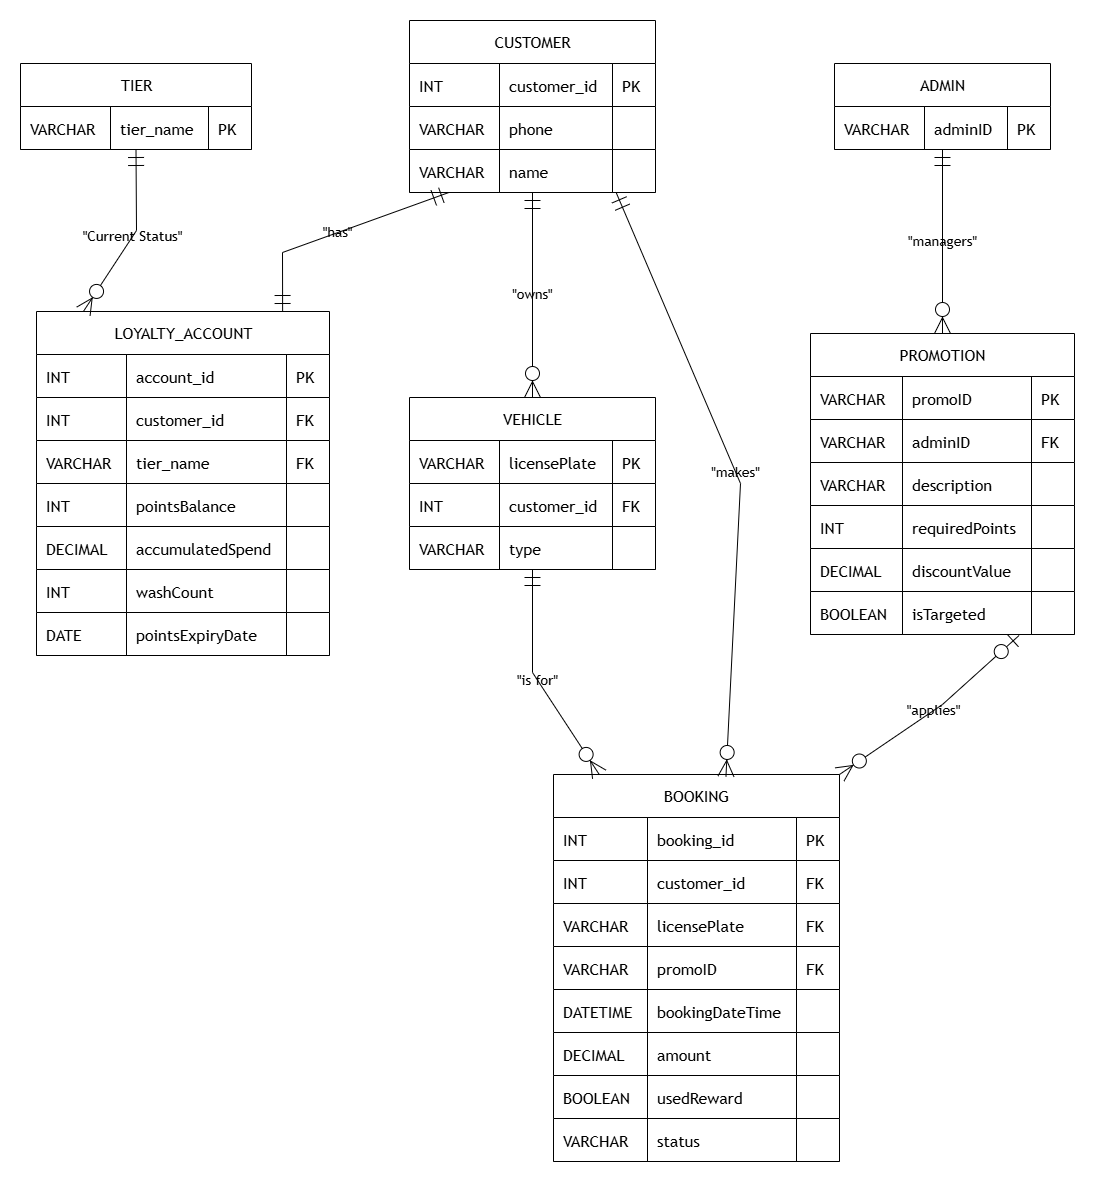 CUSTOMER
INT customer_id PK
VARCHAR phone
VARCHAR name
TIER
VARCHAR tier_name PK
ADMIN
VARCHAR adminID PK
"Current Status"
"has"
"owns"
"makes"
"managers"
LOYALTY_ACCOUNT
INT account_id PK
INT customer_id FK
VARCHAR tier_name FK
INT pointsBalance
DECIMAL accumulatedSpend
INT washCount
DATE pointsExpiryDate
VEHICLE
VARCHAR licensePlate PK
INT customer_id FK
VARCHAR type
PROMOTION
VARCHAR promoID PK
VARCHAR adminID FK
VARCHAR description
INT requiredPoints
DECIMAL discountValue
BOOLEAN isTargeted
"is for"
"applies"
BOOKING
INT booking_id PK
INT customer_id FK
VARCHAR licensePlate FK
VARCHAR promoID FK
DATETIME bookingDateTime
DECIMAL amount
BOOLEAN usedReward
VARCHAR status